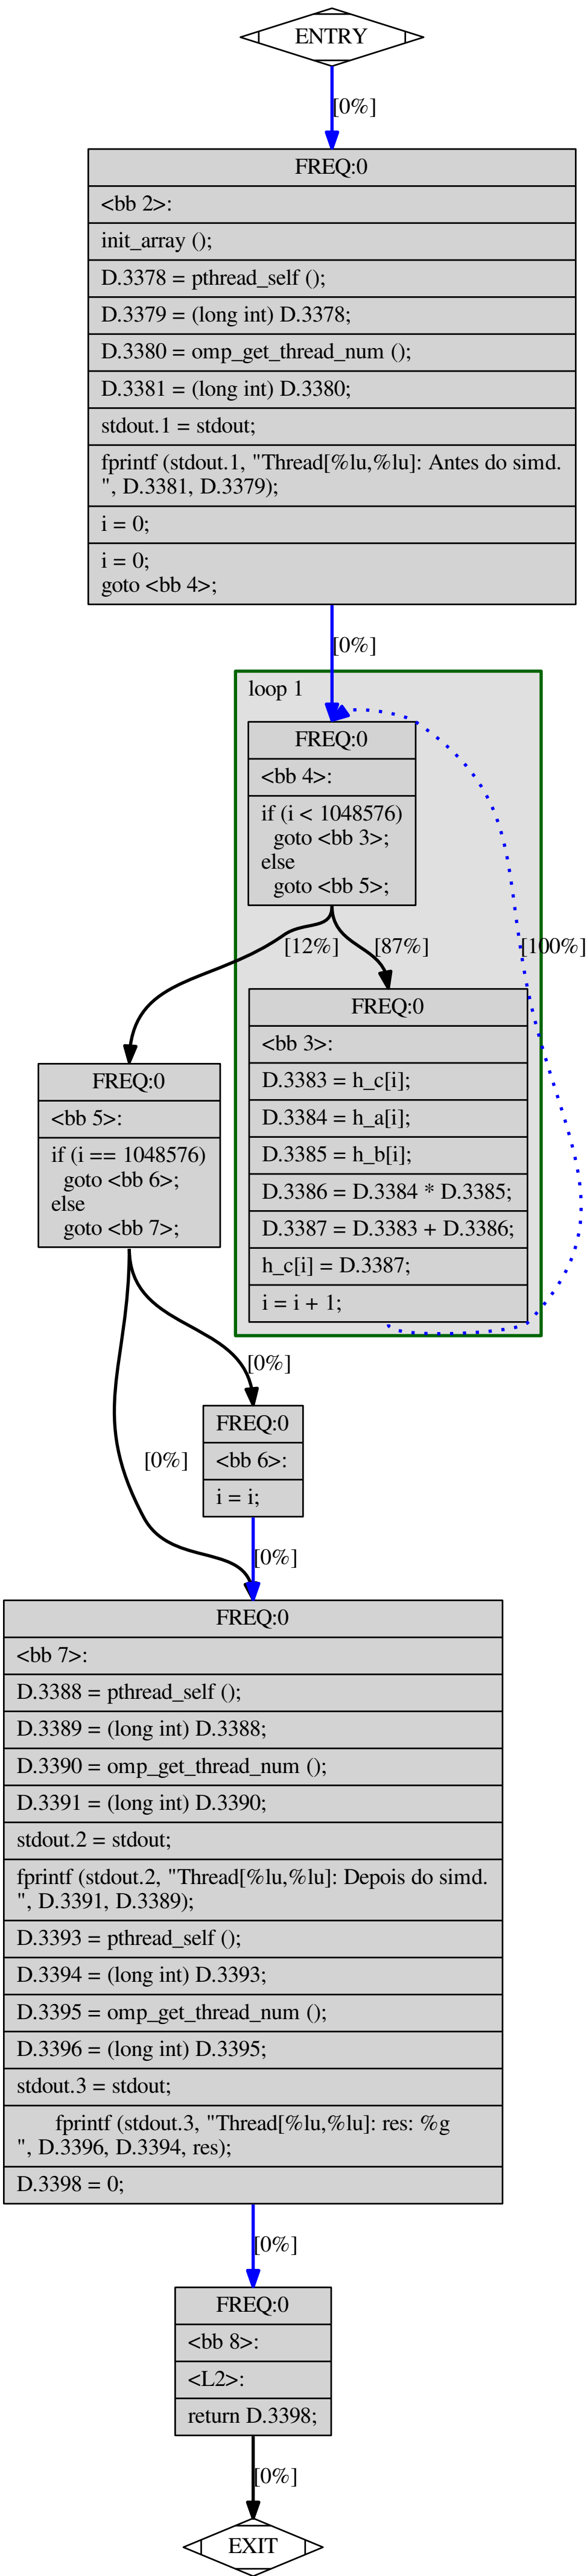 ENTRY
[0%]
FREQ:0
<bb 2>:
init_array ();
D.3378 = pthread_self ();
D.3379 = (long int) D.3378;
D.3380 = omp_get_thread_num ();
D.3381 = (long int) D.3380;
stdout.1 = stdout;
fprintf (stdout.1, "Thread[%lu,%lu]: Antes do simd.
", D.3381, D.3379);
i = 0;
i = 0;
goto <bb 4>;
[0%]
loop 1
FREQ:0
<bb 4>:
if (i < 1048576)
goto <bb 3>;
else
goto <bb 5>;
[12%]
[87%]
[100%]
FREQ:0
<bb 3>:
D.3383 = h_c[i];
D.3384 = h_a[i];
D.3385 = h_b[i];
D.3386 = D.3384 * D.3385;
D.3387 = D.3383 + D.3386;
h_c[i] = D.3387;
i = i + 1;
FREQ:0
<bb 5>:
if (i == 1048576)
goto <bb 6>;
else
goto <bb 7>;
[0%]
[0%]
FREQ:0
<bb 6>:
i = i;
[0%]
FREQ:0
<bb 7>:
D.3388 = pthread_self ();
D.3389 = (long int) D.3388;
D.3390 = omp_get_thread_num ();
D.3391 = (long int) D.3390;
stdout.2 = stdout;
fprintf (stdout.2, "Thread[%lu,%lu]: Depois do simd.
", D.3391, D.3389);
D.3393 = pthread_self ();
D.3394 = (long int) D.3393;
D.3395 = omp_get_thread_num ();
D.3396 = (long int) D.3395;
stdout.3 = stdout;
fprintf (stdout.3, "Thread[%lu,%lu]: res: %g
", D.3396, D.3394, res);
D.3398 = 0;
[0%]
FREQ:0
<bb 8>:
<L2>:
return D.3398;
[0%]
EXIT